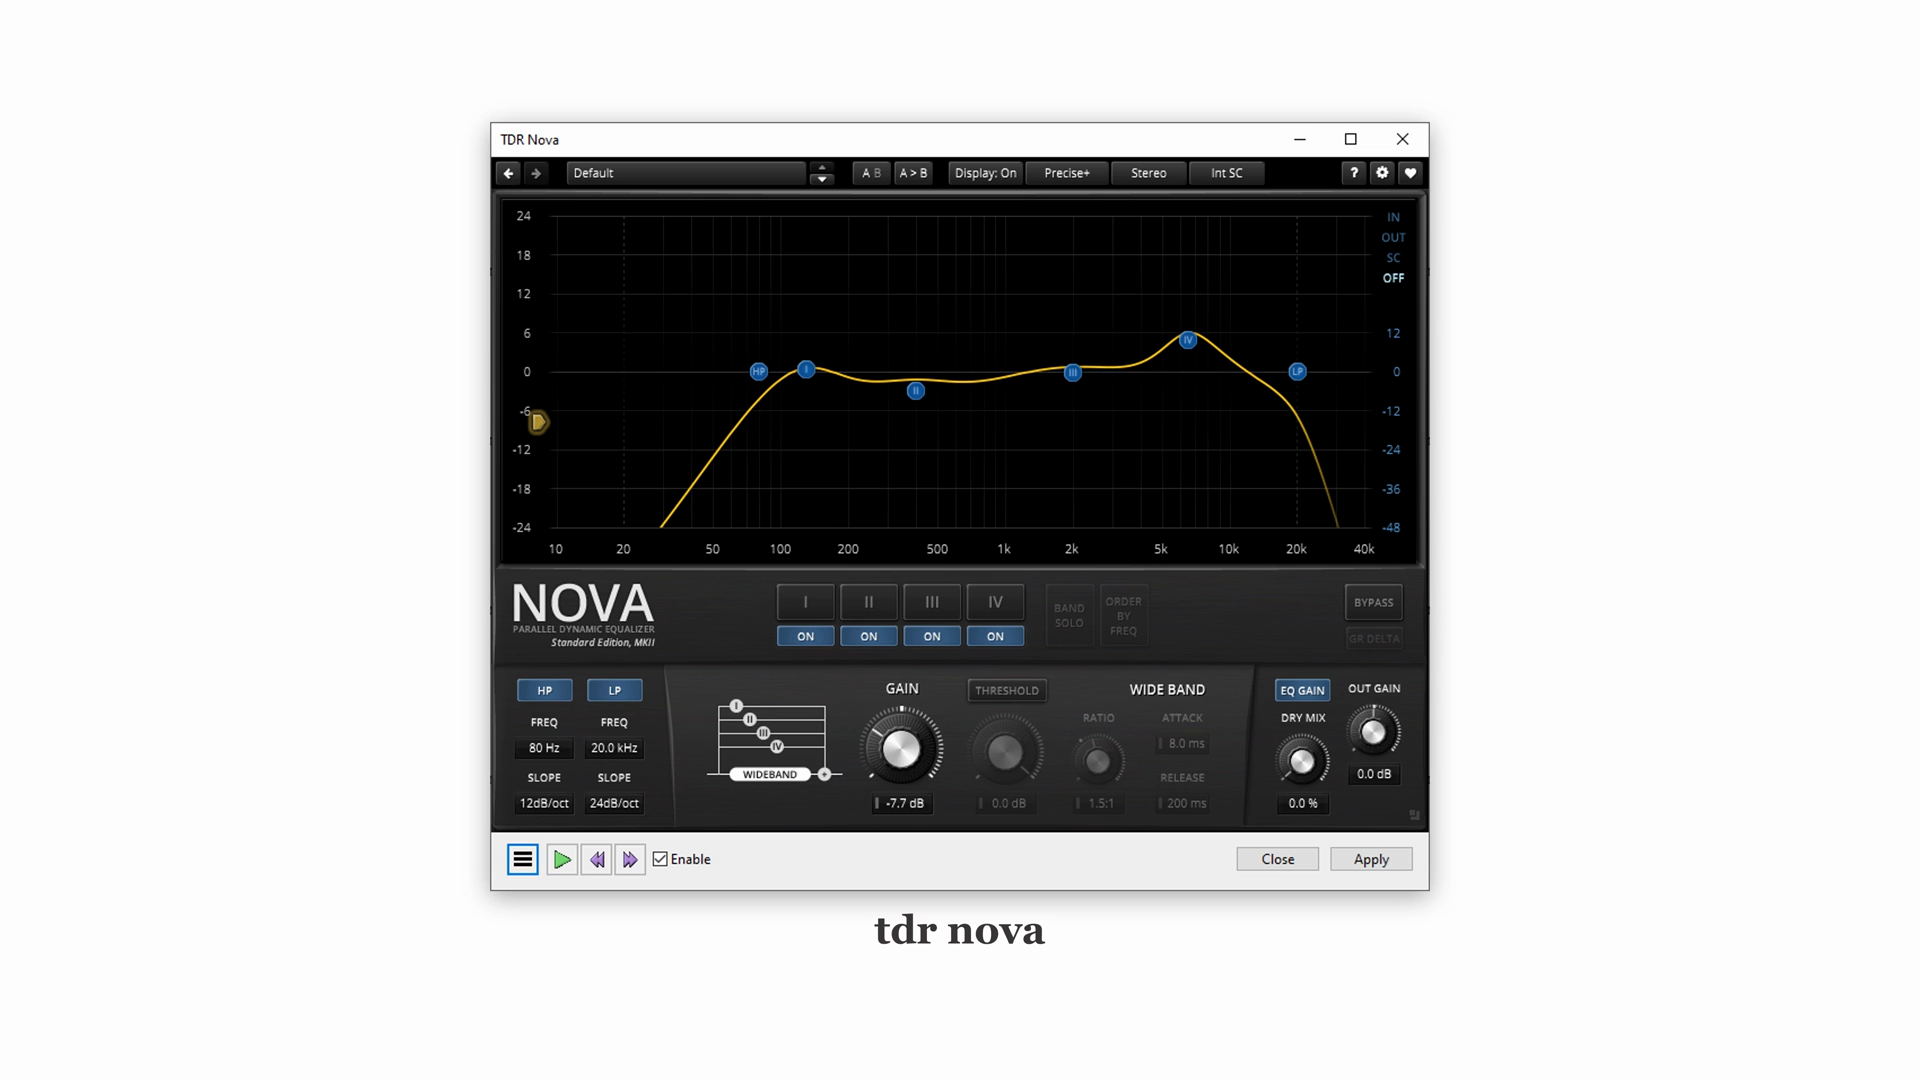 TDR Nova
Default
A B
A > B
Display: On
Precise+
Stereo
Int SC
?
24
18
12
6
0
-6
-12
-18
-24
IN
OUT
SC
OFF
12
0
-12
-24
-36
-48
HP
I
II
III
IV
LP
10 20 50 100 200 500 1k 2k 5k 10k 20k 40k
NOVA
PARALLEL DYNAMIC EQUALIZER
Standard Edition, MKII
I II III IV
ON ON ON ON
BAND
SOLO
ORDER
BY
FREQ
BYPASS
GR DELTA
HP LP
FREQ FREQ
80 Hz 20.0 kHz
SLOPE SLOPE
12dB/oct 24dB/oct
I
II
III
IV
WIDEBAND
+
GAIN
-7.7 dB
THRESHOLD
0.0 dB
WIDE BAND
RATIO
1.5:1
ATTACK
8.0 ms
RELEASE
200 ms
EQ GAIN
DRY MIX
0.0 %
OUT GAIN
0.0 dB
Enable
Close
Apply
tdr nova